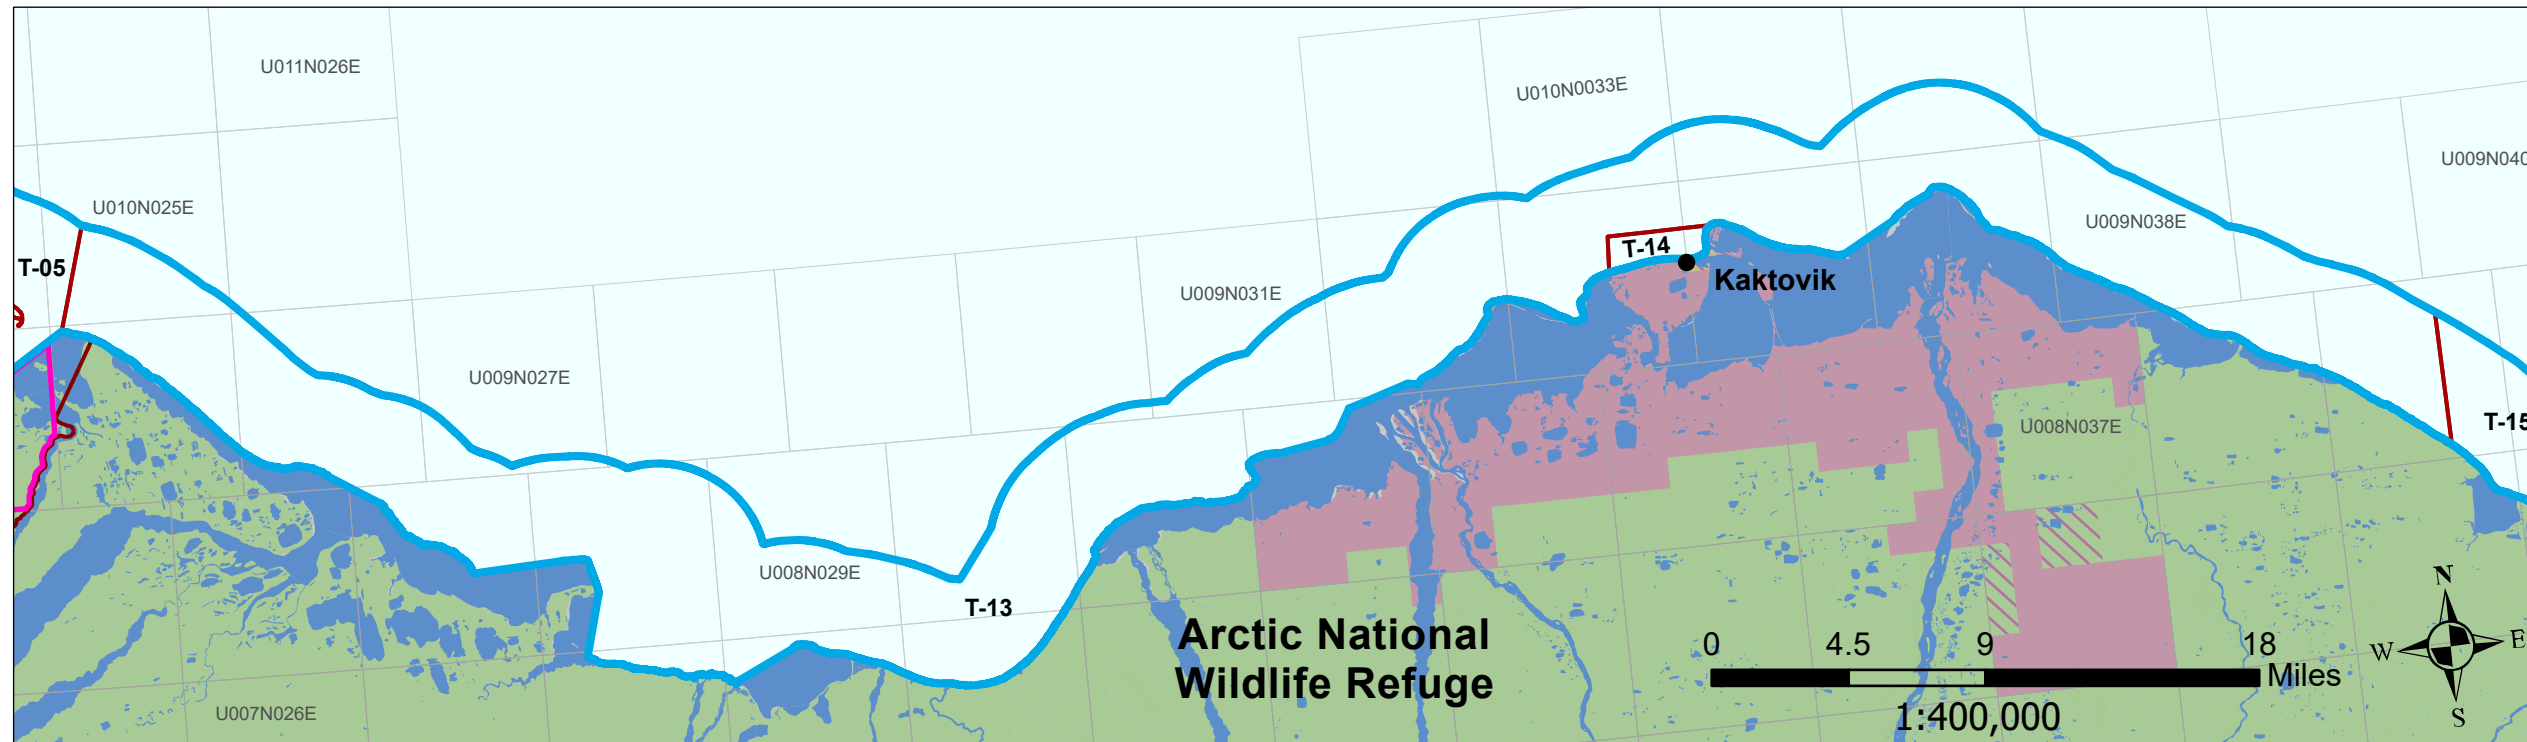 U011N026E
U010N0033E
U009N040
U010N025E
U009N038E
T-05
T-14
Kaktovik
U009N031E
U009N027E
T-15
U008N037E
U008N029E
T-13
Arctic National
Wildlife Refuge
0 4.5 9 18
Miles
1:400,000
N
W E
S
U007N026E